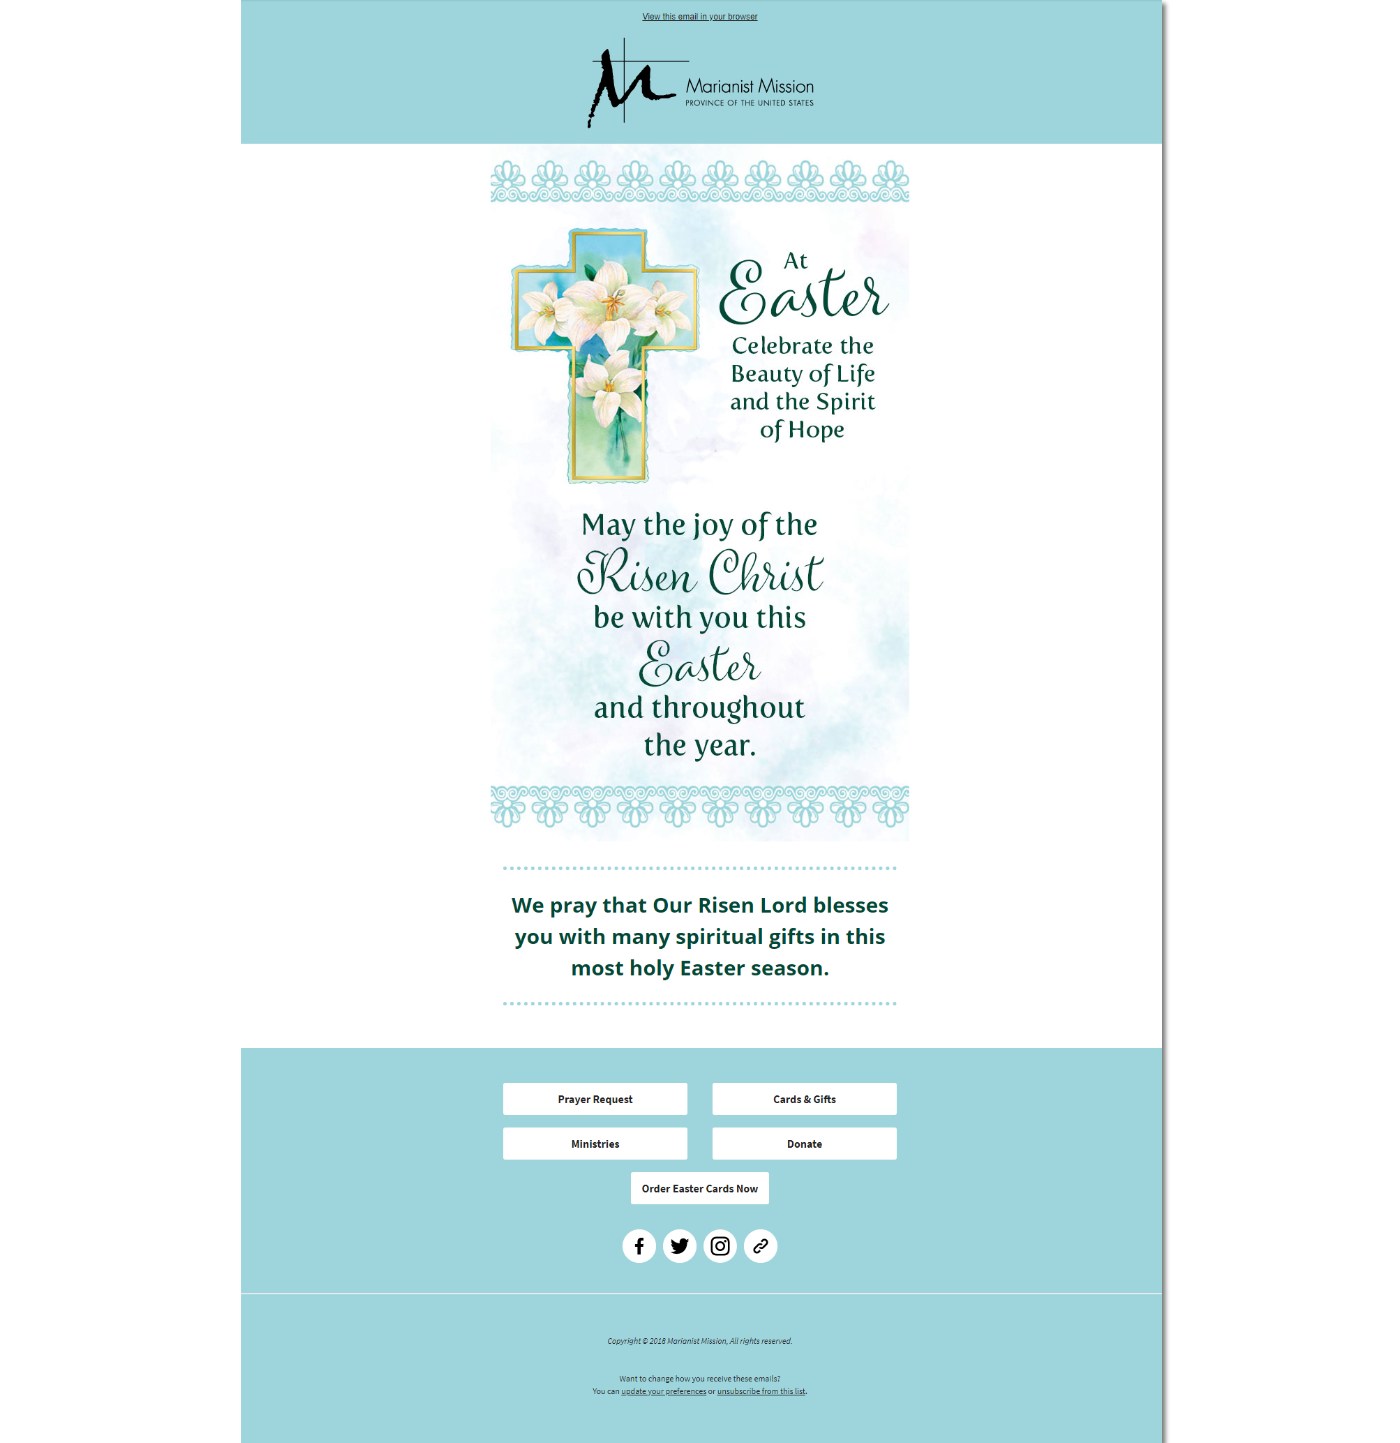 View this email in your browser
Marianist Mission
PROVINCE OF THE UNITED STATES
At
Easter
Celebrate the
Beauty of Life
and the Spirit
of Hope
May the joy of the
Risen Christ
be with you this
Easter
and throughout
the year.
We pray that Our Risen Lord blesses
you with many spiritual gifts in this
most holy Easter season.
Prayer Request
Cards & Gifts
Ministries
Donate
Order Easter Cards Now
Copyright © 2018 Marianist Mission, All rights reserved.
Want to change how you receive these emails?
You can update your preferences or unsubscribe from this list.